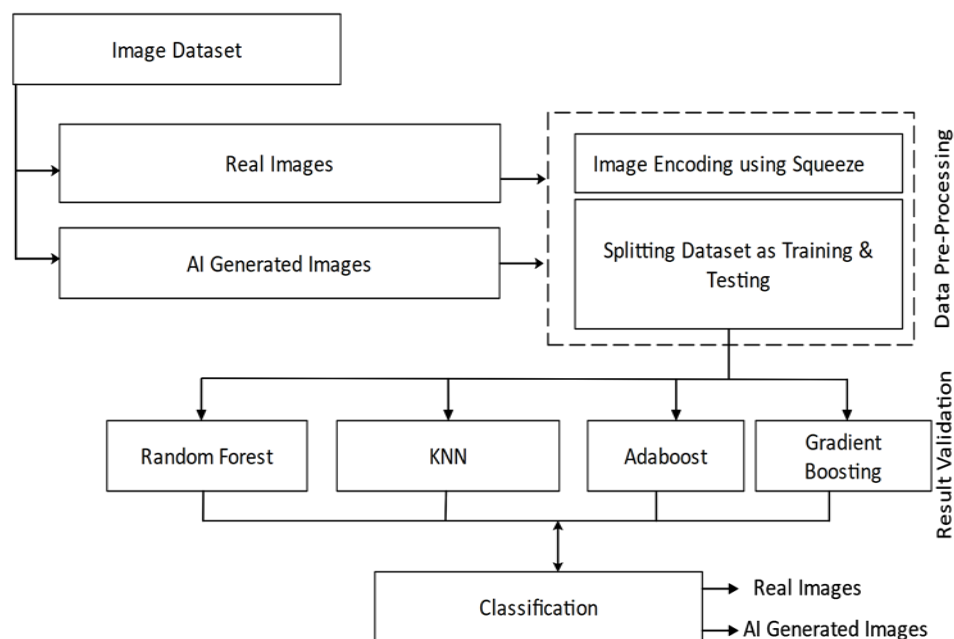 Image Dataset
Real Images
Image Encoding using Squeeze
AI Generated Images
Splitting Dataset as Training &
Testing
Data Pre-Processing
Random Forest
KNN
Adaboost
Gradient
Boosting
Result Validation
Classification
Real Images
AI Generated Images